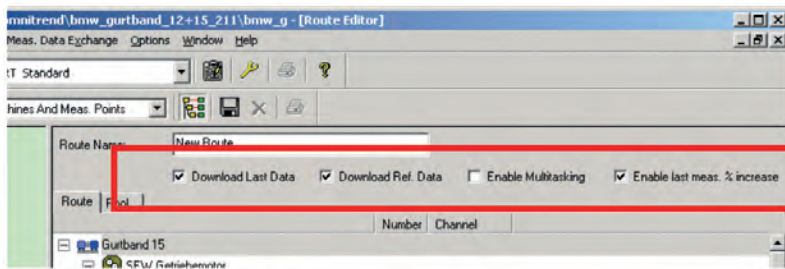 omnitrend\bmw_gurtband_12+15_211\bmw_g - [Route Editor]
Meas. Data Exchange Options Window Help
Standard
And Meas. Points
Route Name: New Route
Download Last Data Download Ref. Data Enable Multitasking Enable last meas. % increase
Route Pool
Number Channel
Gurtband 15
SEW Getriebemotor